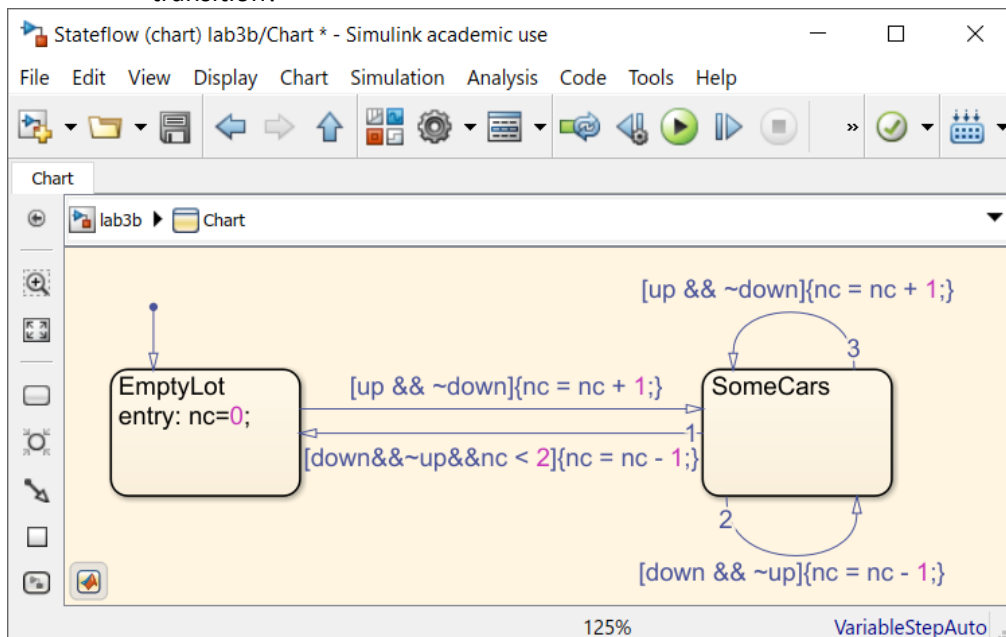 transition?
Stateflow (chart) lab3b/Chart * - Simulink academic use
File Edit View Display Chart Simulation Analysis Code Tools Help
»
Chart
lab3b Chart
[up && ~down]{nc = nc + 1;}
3
EmptyLot
entry: nc=0;
[up && ~down]{nc = nc + 1;}
SomeCars
1
[down&&~up&&nc < 2]{nc = nc - 1;}
2
[down && ~up]{nc = nc - 1;}
125% VariableStepAuto